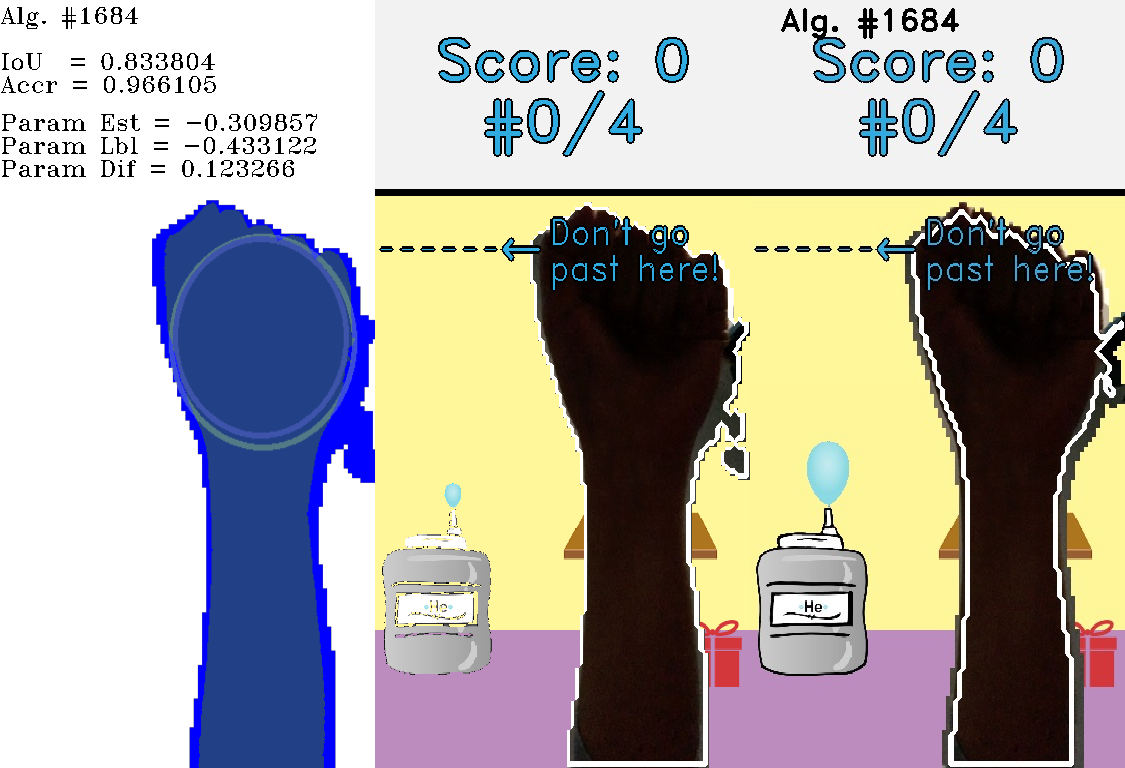 Alg. #1684
IoU = 0.833804
Accr = 0.966105
Param Est = −0.309857
Param Lbl = −0.433122
Param Dif = 0.123266
Score: 0
#0/4
Don't go
past here!
He
Alg. #1684
Score: 0
#0/4
Don't go
past here!
He